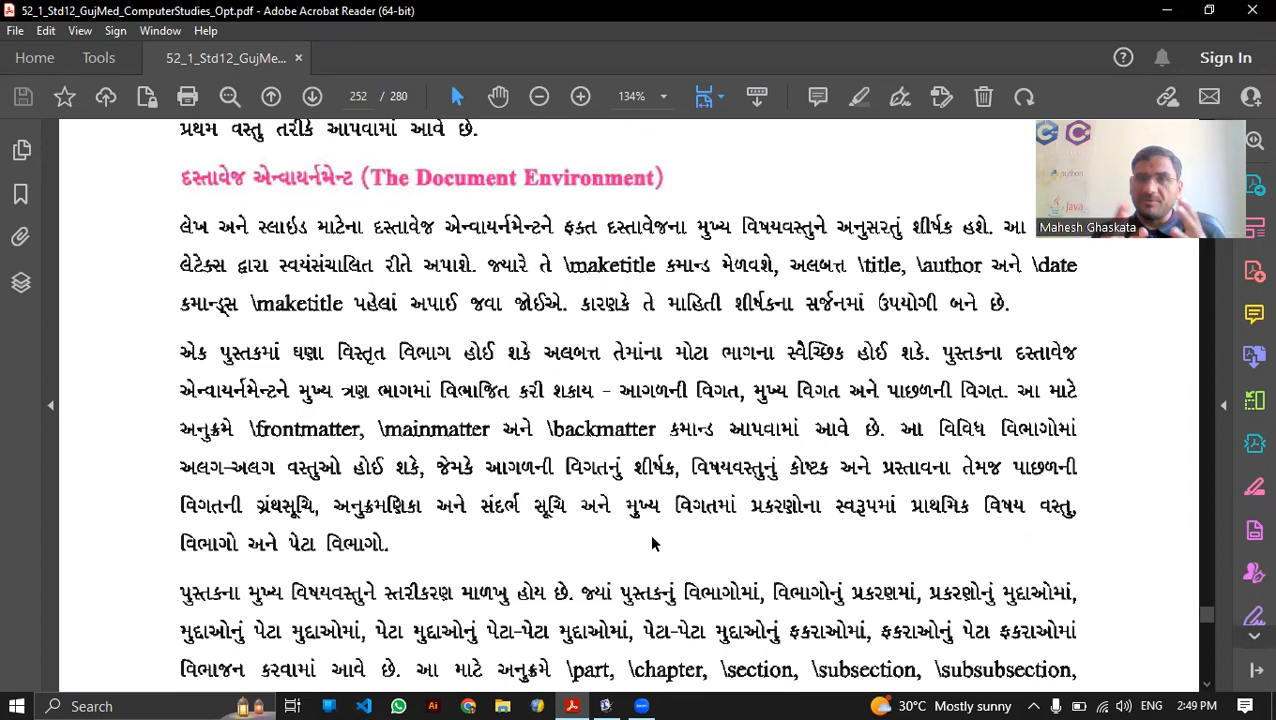 52_1_Std12_GujMed_ComputerStudies_Opt.pdf - Adobe Acrobat Reader (64-bit)
File Edit View Sign Window Help
Home Tools 52_1_Std12_GujMe... Sign In
252 / 280 134%
પ્રથમ વસ્તુ તરીકે આપવામાં આવે છે.
દસ્તાવેજ એન્વાયર્નમેન્ટ (The Document Environment)
લેખ અને સ્લાઇડ માટેના દસ્તાવેજ એન્વાયર્નમેન્ટને ફક્ત દસ્તાવેજના મુખ્ય વિષયવસ્તુને અનુસરતું શીર્ષક હશે. આ
લેટેક્સ દ્વારા સ્વયંસંચાલિત રીતે અપાશે. જ્યારે તે \maketitle કમાન્ડ મેળવશે, અલબત્ત \title, \author અને \date
કમાન્ડ્સ \maketitle પહેલાં અપાઈ જવા જોઈએ. કારણકે તે માહિતી શીર્ષકના સર્જનમાં ઉપયોગી બને છે.
એક પુસ્તકમાં ઘણા વિસ્તૃત વિભાગ હોઈ શકે અલબત્ત તેમાંના મોટા ભાગના સ્વૈચ્છિક હોઈ શકે. પુસ્તકના દસ્તાવેજ
એન્વાયર્નમેન્ટને મુખ્ય ત્રણ ભાગમાં વિભાજિત કરી શકાય - આગળની વિગત, મુખ્ય વિગત અને પાછળની વિગત. આ માટે
અનુક્રમે \frontmatter, \mainmatter અને \backmatter કમાન્ડ આપવામાં આવે છે. આ વિવિધ વિભાગોમાં
અલગ-અલગ વસ્તુઓ હોઈ શકે, જેમકે આગળની વિગતનું શીર્ષક, વિષયવસ્તુનું કોષ્ટક અને પ્રસ્તાવના તેમજ પાછળની
વિગતની ગ્રંથસૂચિ, અનુક્રમણિકા અને સંદર્ભ સૂચિ અને મુખ્ય વિગતમાં પ્રકરણોના સ્વરૂપમાં પ્રાથમિક વિષય વસ્તુ,
વિભાગો અને પેટા વિભાગો.
પુસ્તકના મુખ્ય વિષયવસ્તુને સ્તરીકરણ માળખુ હોય છે. જ્યાં પુસ્તકનું વિભાગોમાં, વિભાગોનું પ્રકરણમાં, પ્રકરણોનું મુદ્દાઓમાં,
મુદ્દાઓનું પેટા મુદ્દાઓમાં, પેટા મુદ્દાઓનું પેટા-પેટા મુદ્દાઓમાં, પેટા-પેટા મુદ્દાઓનું ફકરાઓમાં, ફકરાઓનું પેટા ફકરાઓમાં
વિભાજન કરવામાં આવે છે. આ માટે અનુક્રમે \part, \chapter, \section, \subsection, \subsubsection,
python
Java
Mahesh Ghaskata
Search
30°C Mostly sunny ENG 2:49 PM